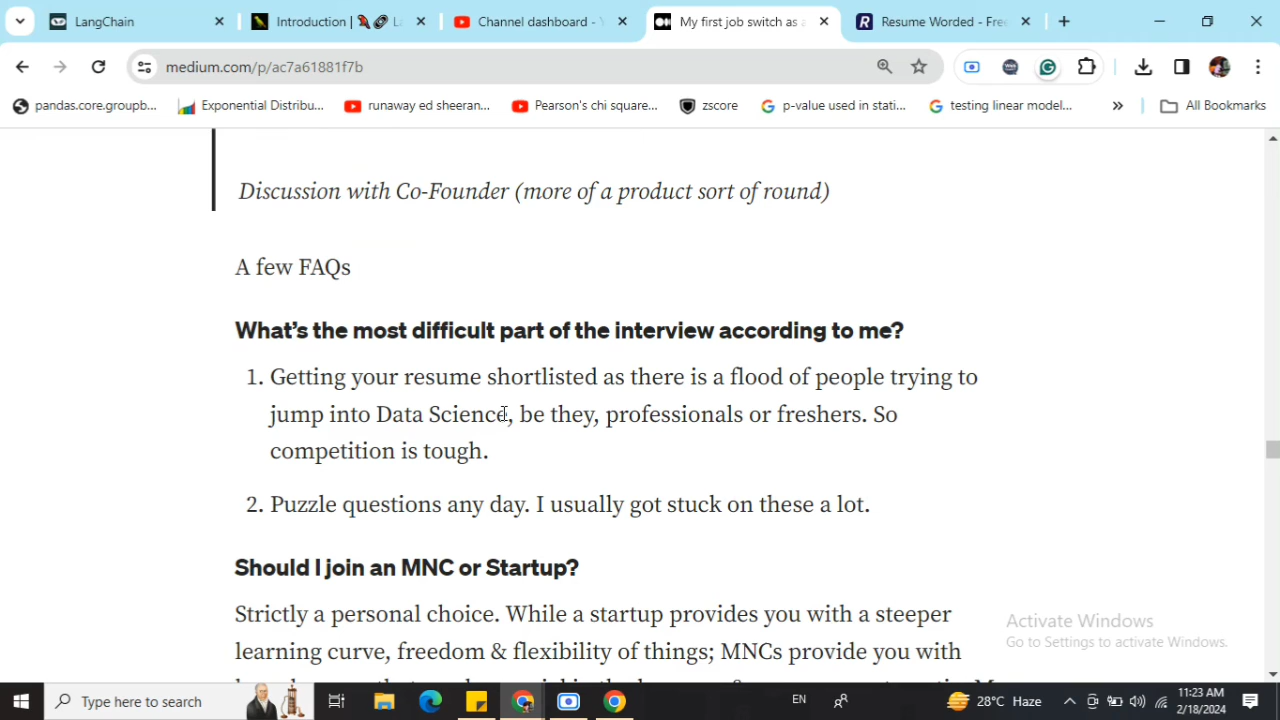 LangChain
Introduction | 🦜🔗 L
Channel dashboard - Y
My first job switch as a
Resume Worded - Free
medium.com/p/ac7a61881f7b
pandas.core.groupb...
Exponential Distribu...
runaway ed sheeran...
Pearson's chi square...
zscore
p-value used in stati...
testing linear model...
»
All Bookmarks
Discussion with Co-Founder (more of a product sort of round)
A few FAQs
What's the most difficult part of the interview according to me?
1. Getting your resume shortlisted as there is a flood of people trying to
jump into Data Science, be they, professionals or freshers. So
competition is tough.
2. Puzzle questions any day. I usually got stuck on these a lot.
Should I join an MNC or Startup?
Strictly a personal choice. While a startup provides you with a steeper
learning curve, freedom & flexibility of things; MNCs provide you with
Activate Windows
Go to Settings to activate Windows.
Type here to search
EN
28°C Haze
11:23 AM
2/18/2024